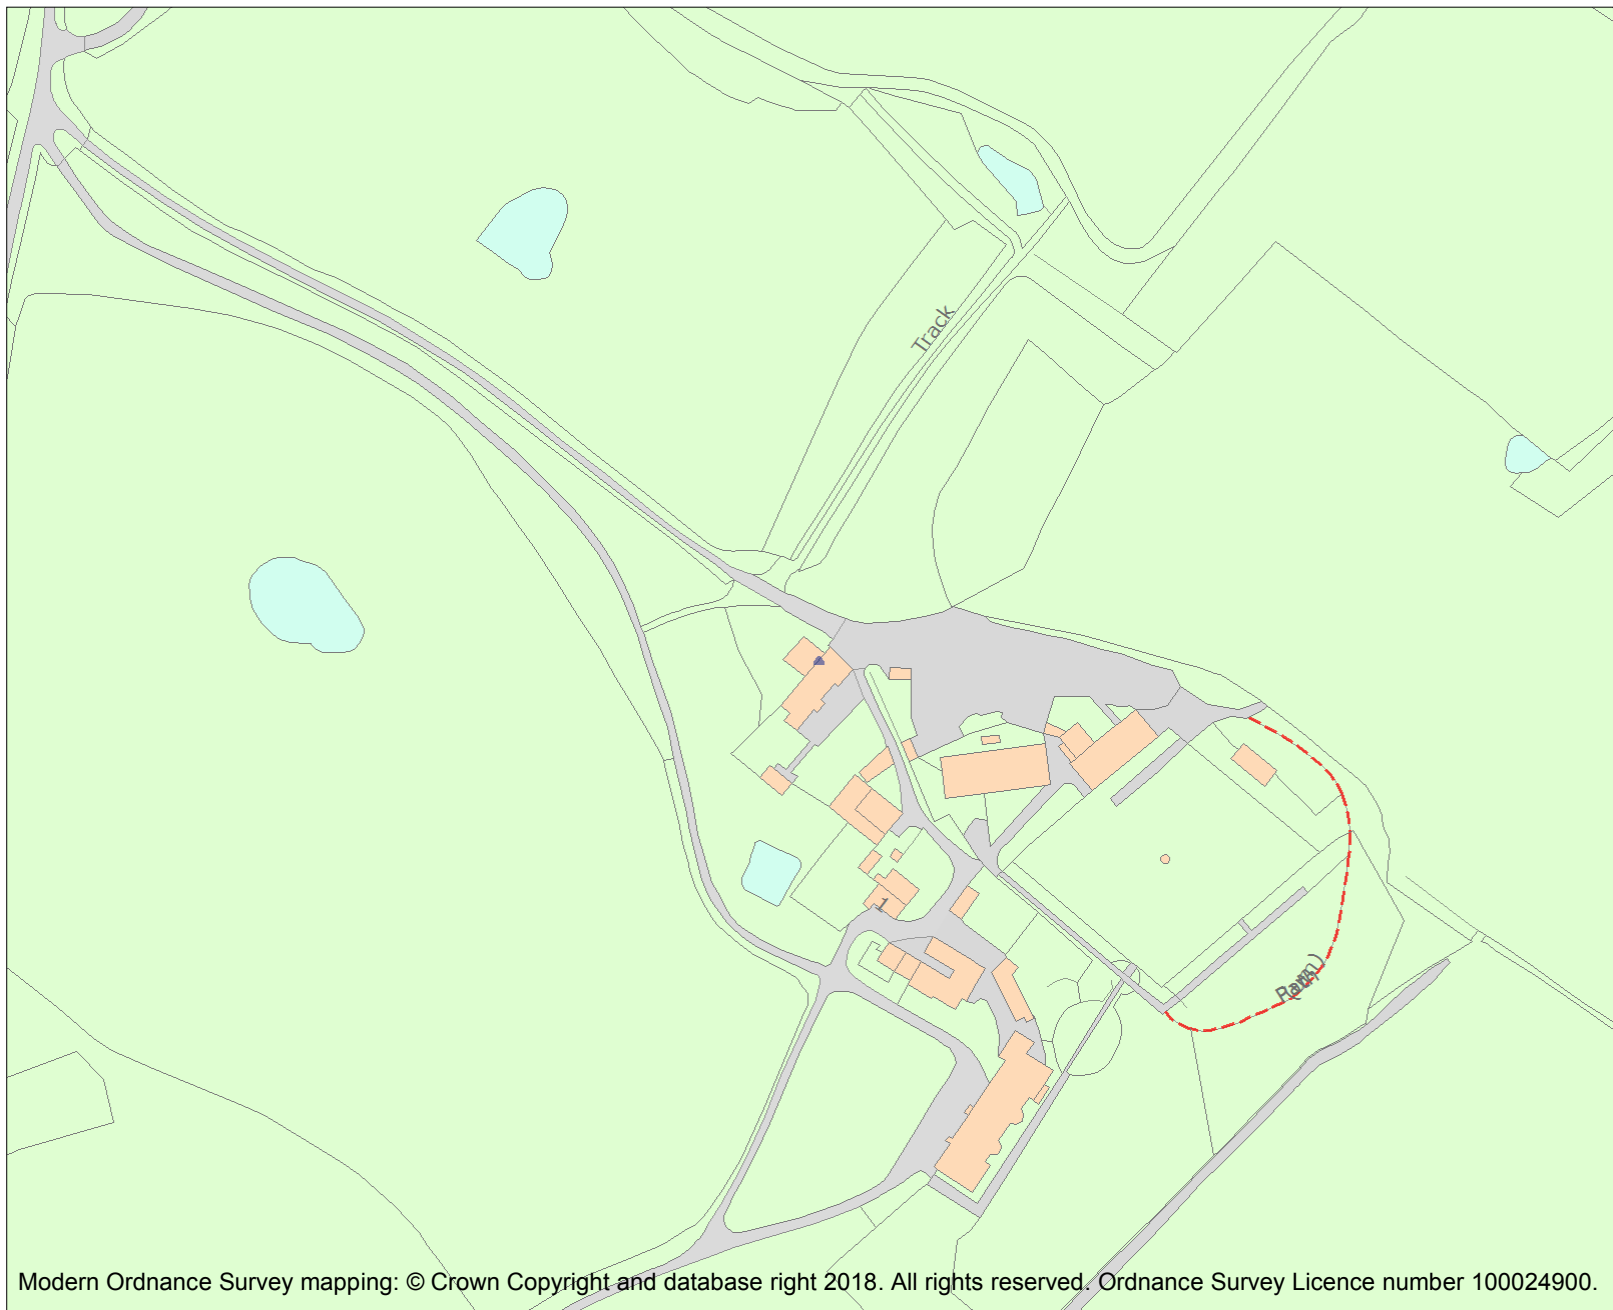 Track
1
Modern Ordnance Survey mapping: © Crown Copyright and database right 2018. All rights reserved. Ordnance Survey Licence number 100024900.